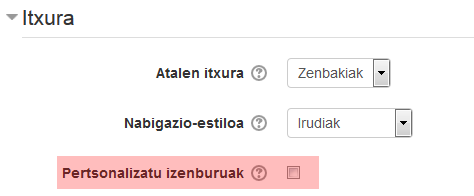 Itxura
Atalen itxura Zenbakiak
Nabigazio-estiloa Irudiak
Pertsonalizatu izenburuak